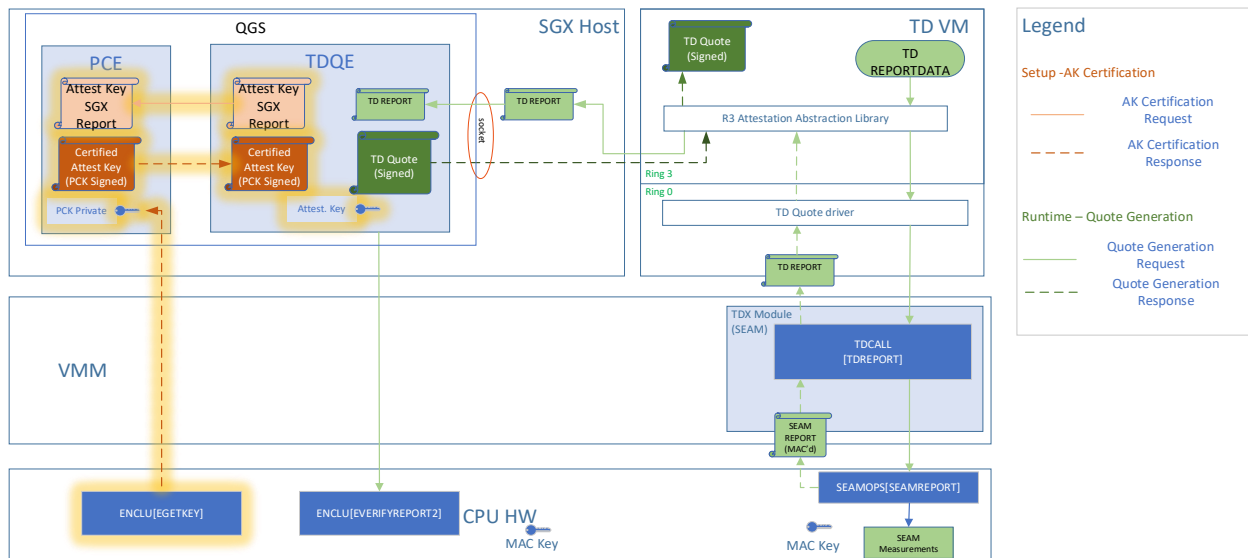 QGS
SGX Host
PCE
TDQE
Attest Key
SGX
Report
Attest Key
SGX
Report
Certified
Attest Key
(PCK Signed)
Certified
Attest Key
(PCK Signed)
PCK Private
Attest. Key
TD REPORT
TD REPORT
TD Quote
(Signed)
socket
TD VM
TD Quote
(Signed)
TD
REPORTDATA
R3 Attestation Abstraction Library
Ring 3
Ring 0
TD Quote driver
TD REPORT
VMM
TDX Module
(SEAM)
TDCALL
[TDREPORT]
SEAM
REPORT
(MAC'd)
ENCLU[EGETKEY]
ENCLU[EVERIFYREPORT2]
CPU HW
MAC Key
MAC Key
SEAMOPS[SEAMREPORT]
SEAM
Measurements
Legend
Setup -AK Certification
AK Certification
Request
AK Certification
Response
Runtime – Quote Generation
Quote Generation
Request
Quote Generation
Response